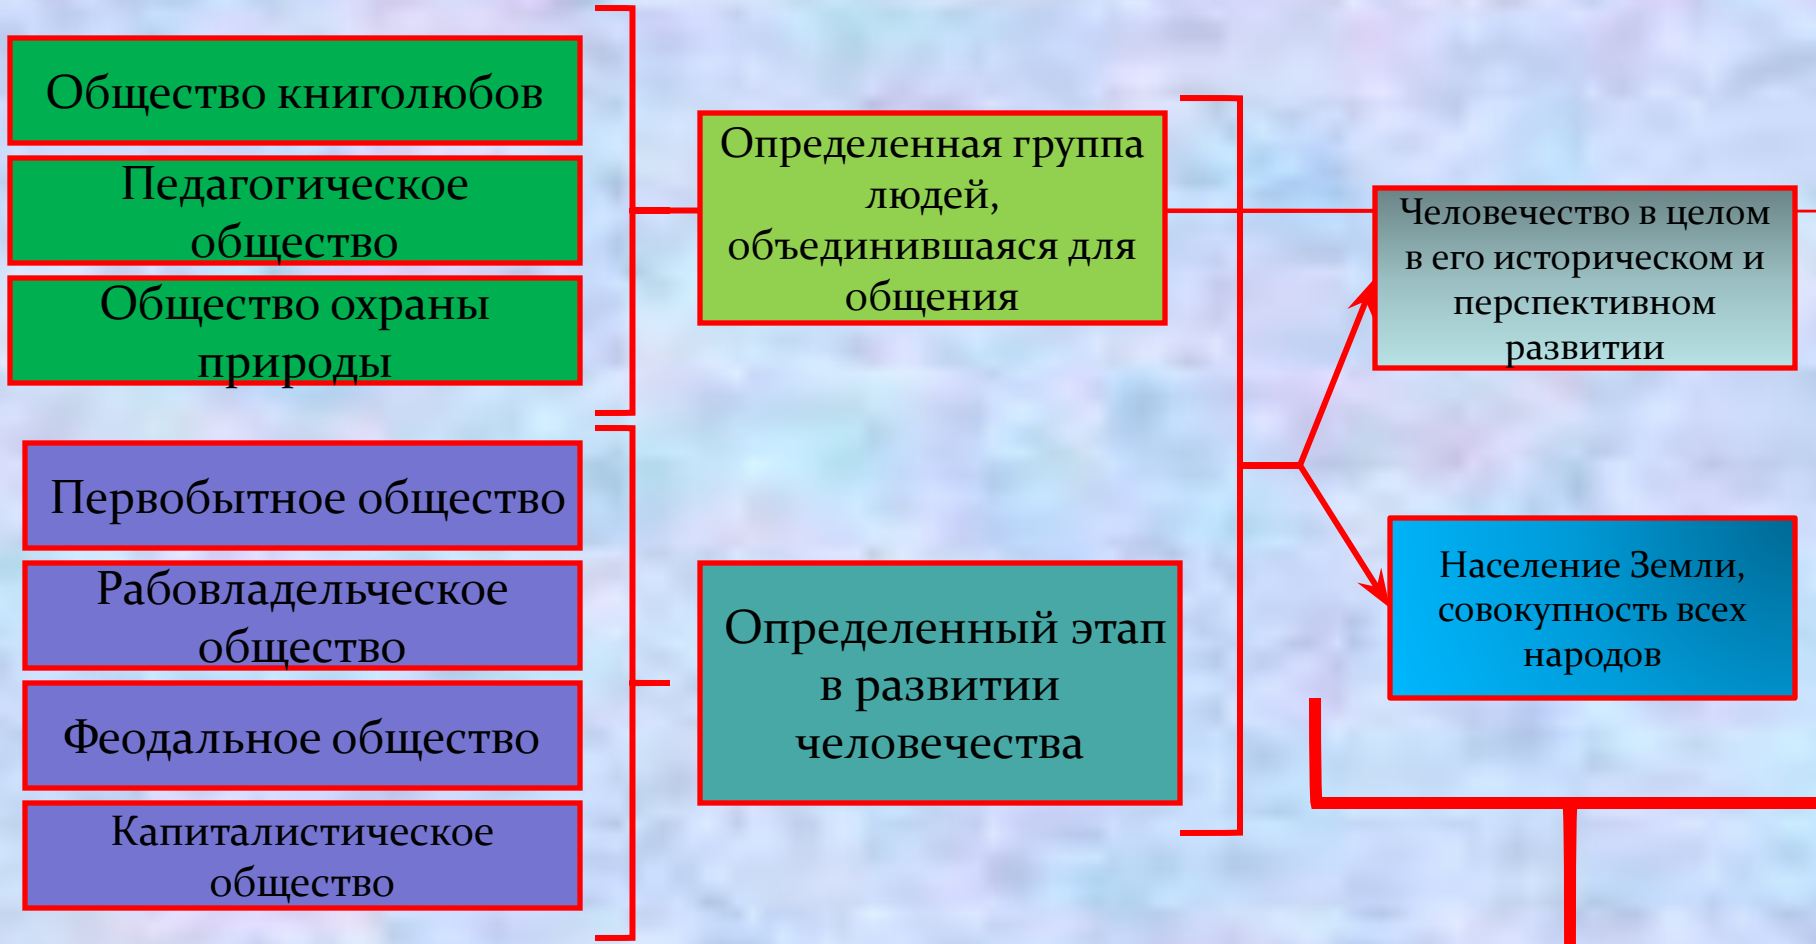 Общество книголюбов
Педагогическое
общество
Общество охраны
природы
Первобытное общество
Рабовладельческое
общество
Феодальное общество
Капиталистическое
общество
Определенная группа
людей,
объединившаяся для
общения
Определенный этап
в развитии
человечества
Человечество в целом
в его историческом и
перспективном
развитии
Население Земли,
совокупность всех
народов